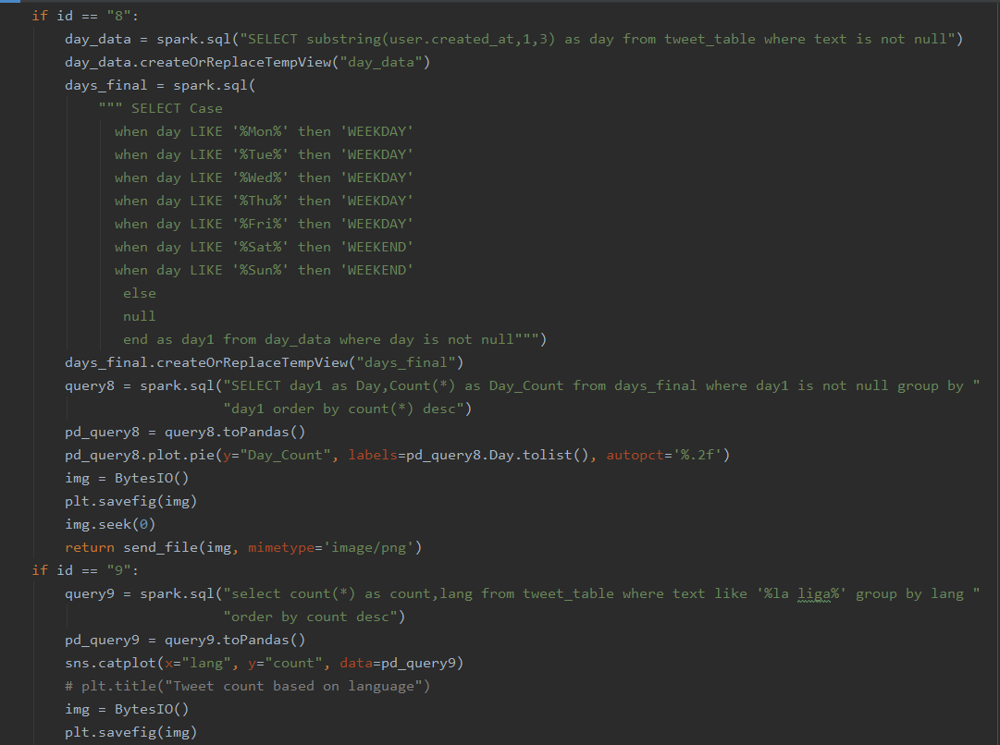 if id == "8":
day_data = spark.sql("SELECT substring(user.created_at,1,3) as day from tweet_table where text is not null")
day_data.createOrReplaceTempView("day_data")
days_final = spark.sql(
""" SELECT Case
when day LIKE '%Mon%' then 'WEEKDAY'
when day LIKE '%Tue%' then 'WEEKDAY'
when day LIKE '%Wed%' then 'WEEKDAY'
when day LIKE '%Thu%' then 'WEEKDAY'
when day LIKE '%Fri%' then 'WEEKDAY'
when day LIKE '%Sat%' then 'WEEKEND'
when day LIKE '%Sun%' then 'WEEKEND'
else
null
end as day1 from day_data where day is not null""")
days_final.createOrReplaceTempView("days_final")
query8 = spark.sql("SELECT day1 as Day,Count(*) as Day_Count from days_final where day1 is not null group by "
"day1 order by count(*) desc")
pd_query8 = query8.toPandas()
pd_query8.plot.pie(y="Day_Count", labels=pd_query8.Day.tolist(), autopct='%.2f')
img = BytesIO()
plt.savefig(img)
img.seek(0)
return send_file(img, mimetype='image/png')
if id == "9":
query9 = spark.sql("select count(*) as count,lang from tweet_table where text like '%la liga%' group by lang "
"order by count desc")
pd_query9 = query9.toPandas()
sns.catplot(x="lang", y="count", data=pd_query9)
# plt.title("Tweet count based on language")
img = BytesIO()
plt.savefig(img)